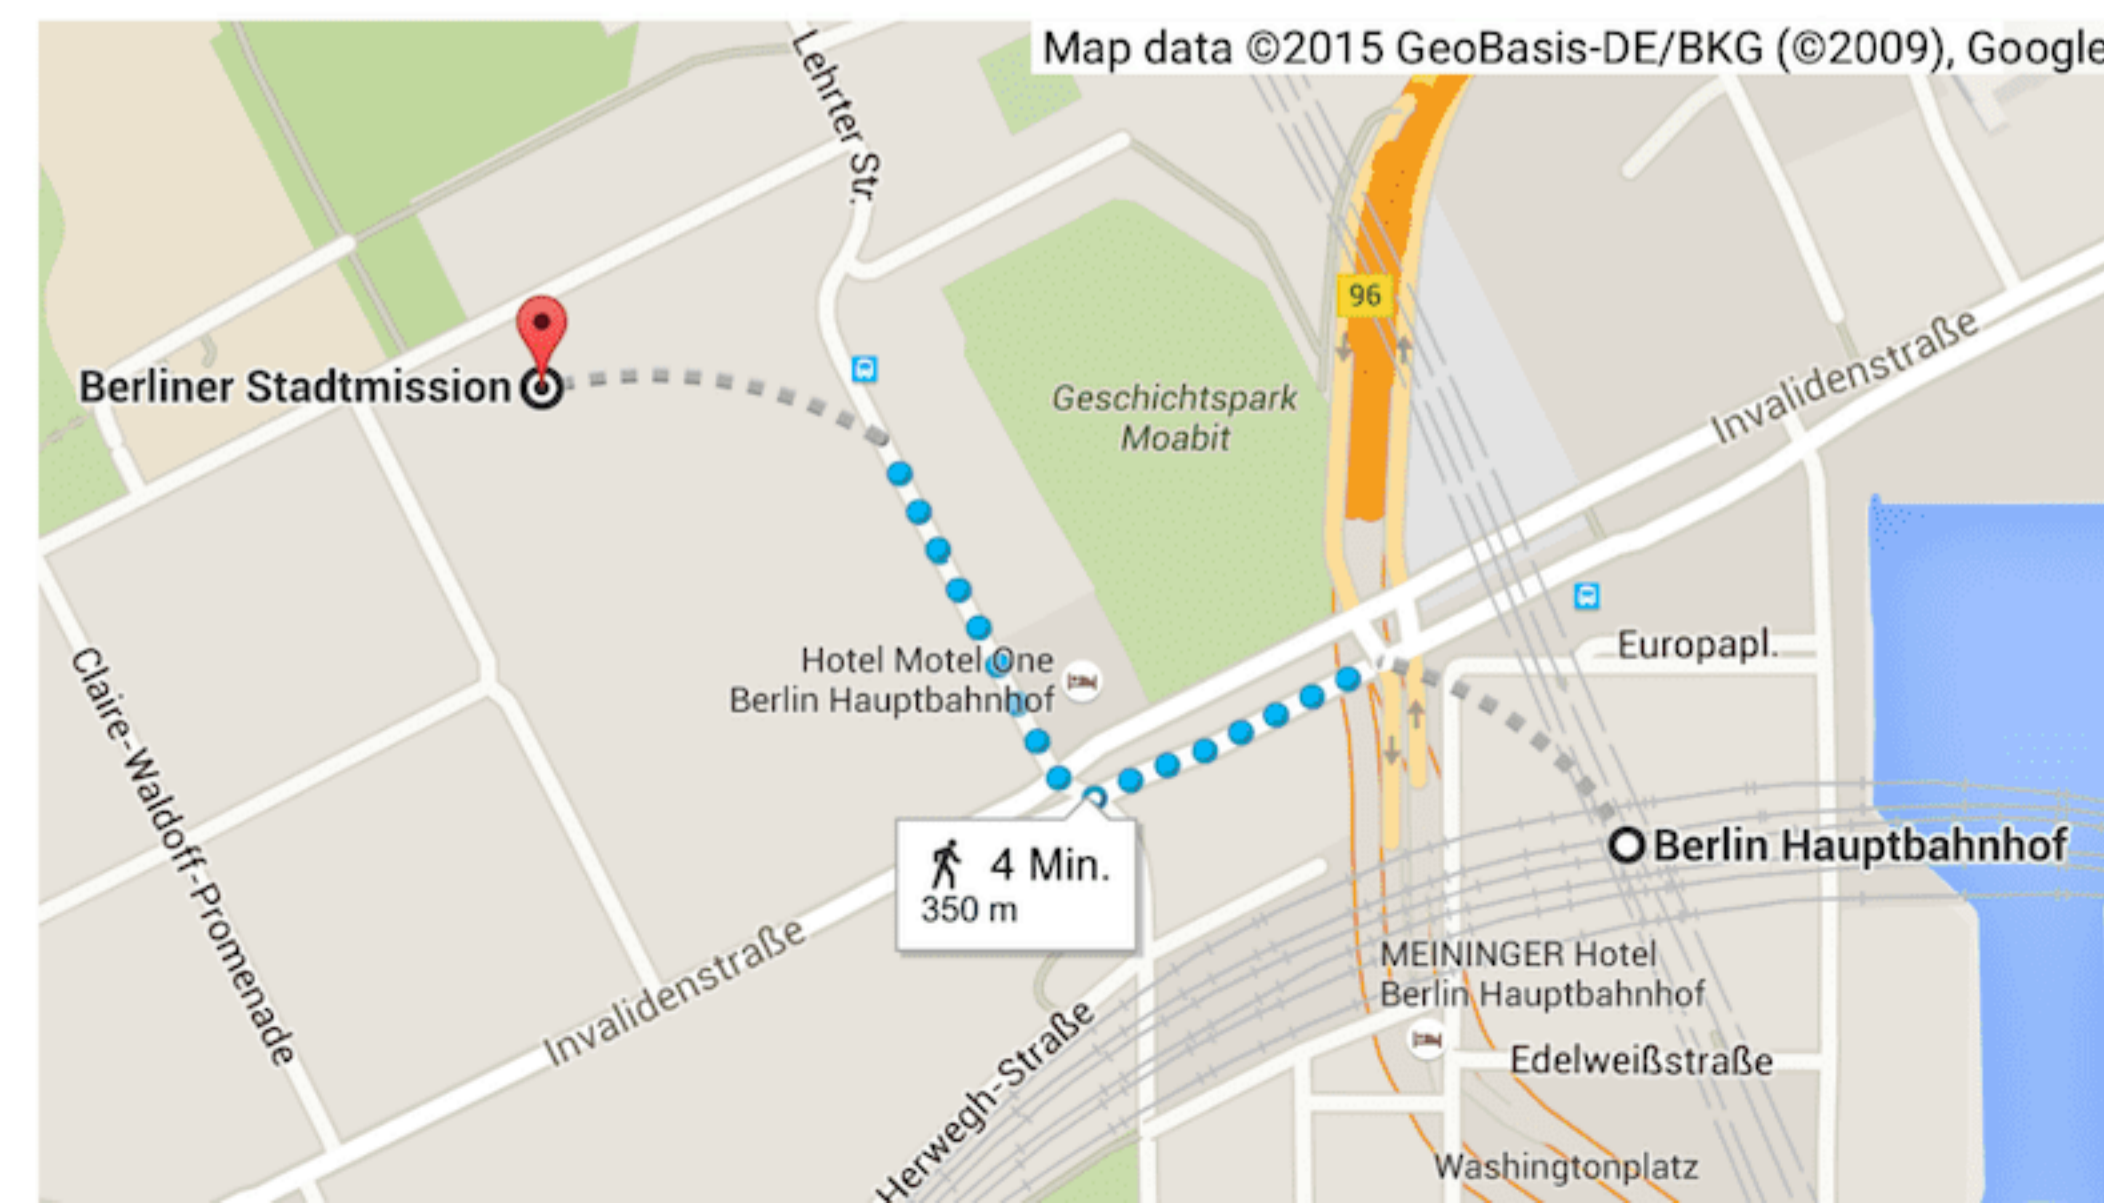 Map data ©2015 GeoBasis-DE/BKG (©2009), Google
Lehrter Str.
96
Invalidenstraße
Berliner Stadtmission
Geschichtspark
Moabit
Europapl.
Hotel Motel One
Berlin Hauptbahnhof
Claire-Waldoff-Promenade
4 Min.
350 m
Berlin Hauptbahnhof
Invalidenstraße
MEININGER Hotel
Berlin Hauptbahnhof
Herwegh-Straße
Edelweißstraße
Washingtonplatz